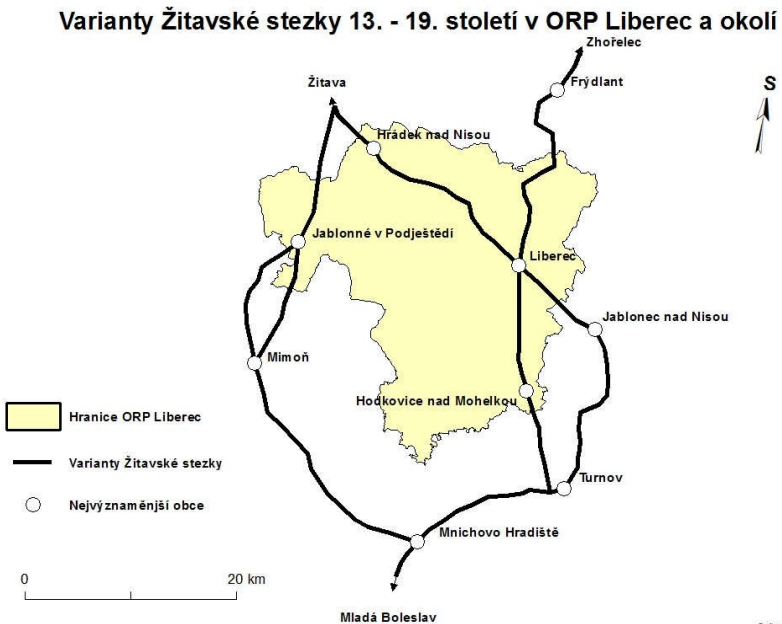 Varianty Žitavské stezky 13. - 19. století v ORP Liberec a okolí
Zhořelec
Žitava
Frýdlant
S
Hrádek nad Nisou
Jablonné v Podještědí
Liberec
Jablonec nad Nisou
Mimoň
Hodkovice nad Mohelkou
Hranice ORP Liberec
Varianty Žitavské stezky
Turnov
Nejvýznamnější obce
Mnichovo Hradiště
0 20 km
Mladá Boleslav